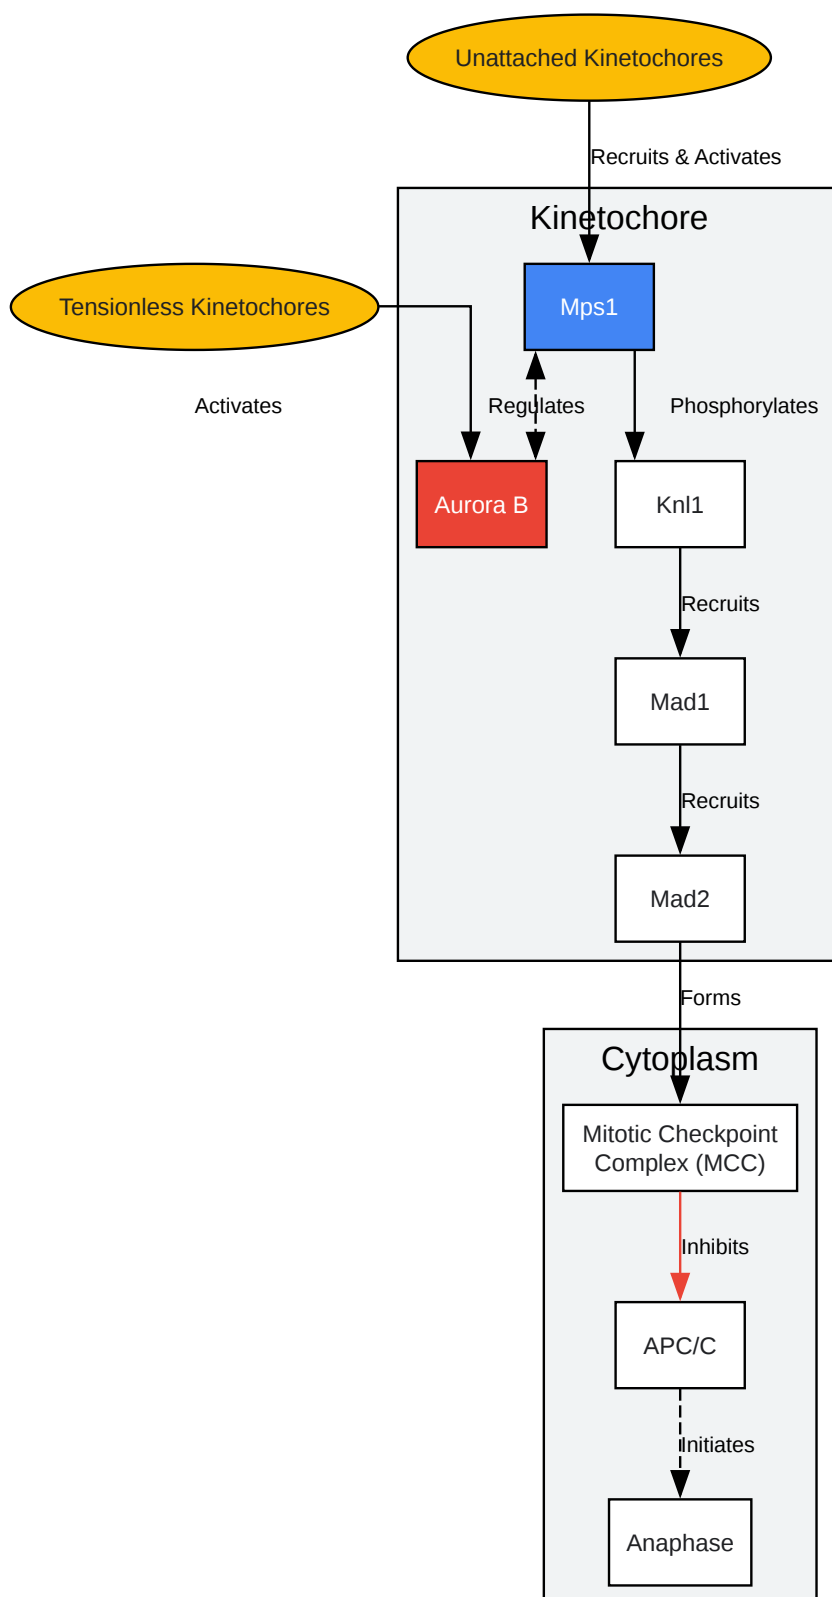 Unattached Kinetochores
Recruits & Activates
Kinetochore
Tensionless Kinetochores
Mps1
Activates
Regulates
Phosphorylates
Aurora B
Knl1
Recruits
Mad1
Recruits
Mad2
Forms
Cytoplasm
Mitotic Checkpoint
Complex (MCC)
Inhibits
APC/C
Initiates
Anaphase